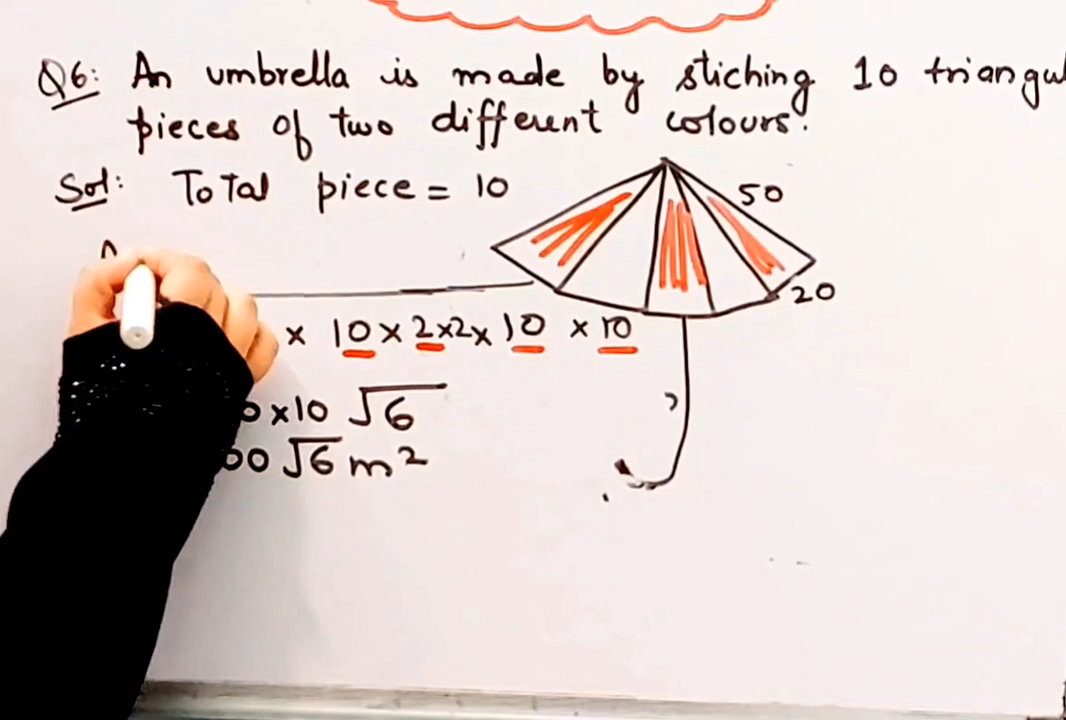 Q6: An umbrella is made by stiching 10 triangul
pieces of two different colours.
Sol: Total piece = 10
50
20
× 10 × 2×2× 10 × 10
×10 √6
√6 m²